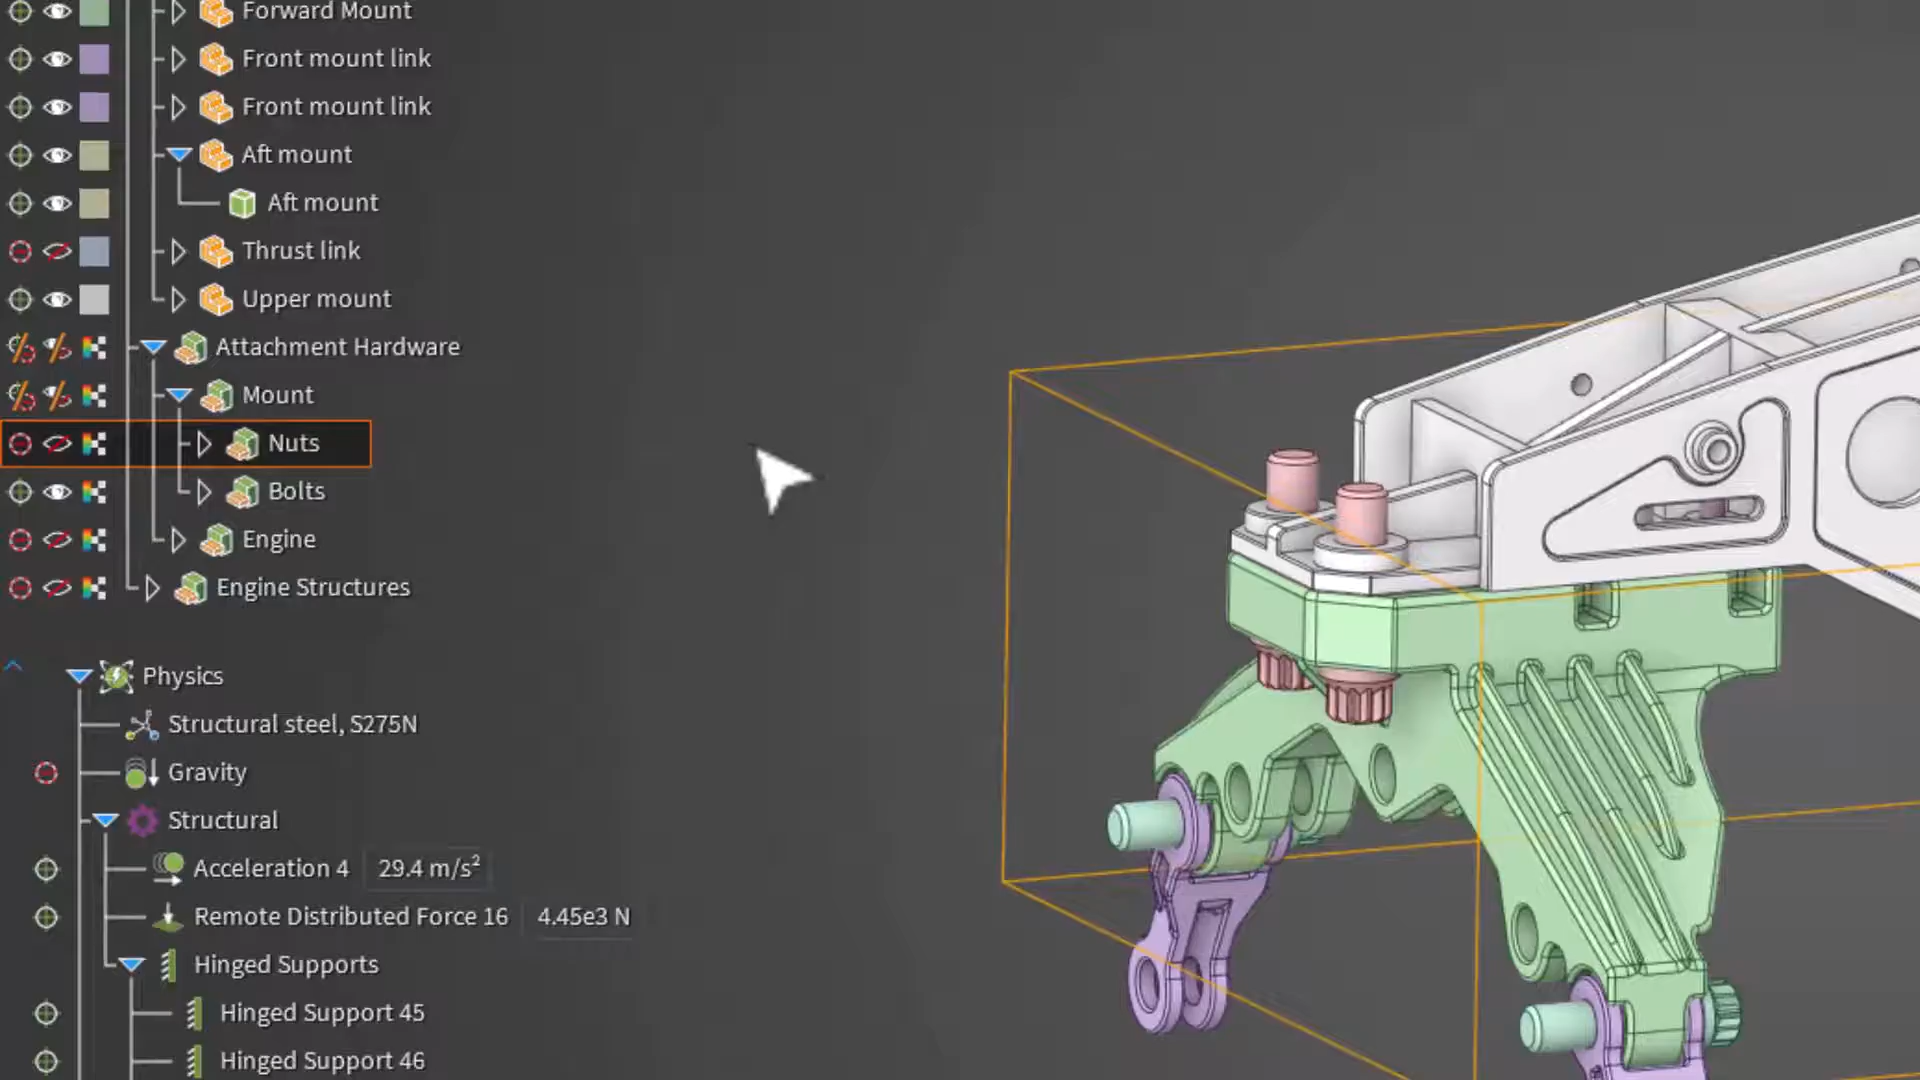 Forward Mount
Front mount link
Front mount link
Aft mount
Aft mount
Thrust link
Upper mount
Attachment Hardware
Mount
Nuts
Bolts
Engine
Engine Structures
Physics
Structural steel, S275N
Gravity
Structural
Acceleration 4 29.4 m/s²
Remote Distributed Force 16 4.45e3 N
Hinged Supports
Hinged Support 45
Hinged Support 46